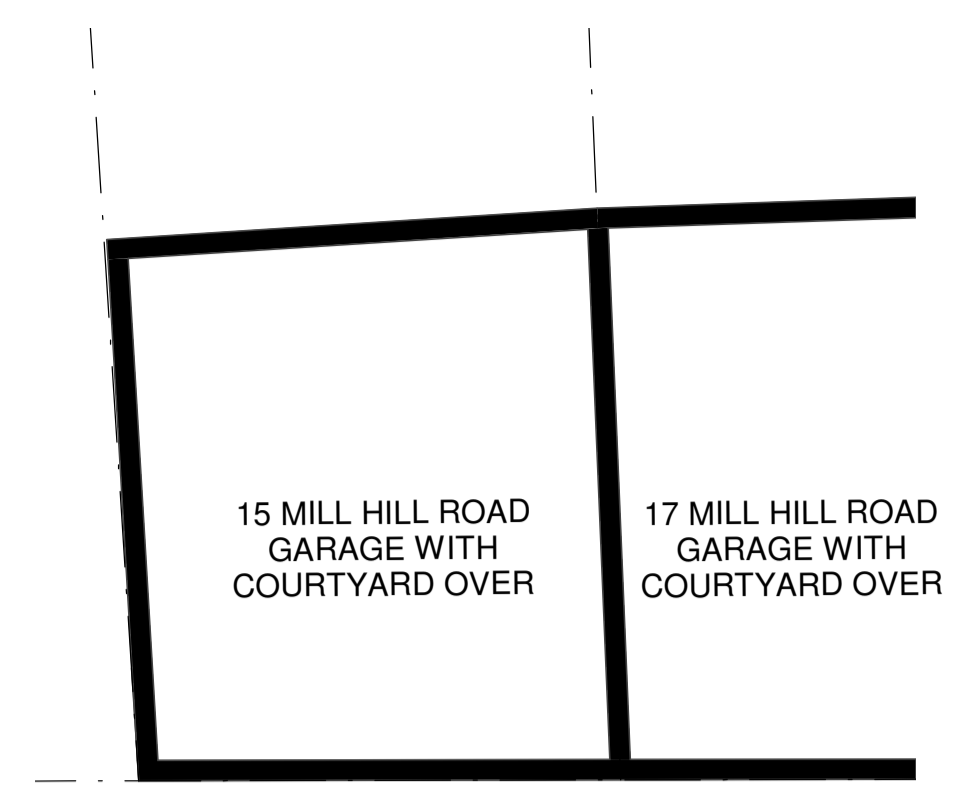 15 MILL HILL ROAD
GARAGE WITH
COURTYARD OVER
17 MILL HILL ROAD
GARAGE WITH
COURTYARD OVER